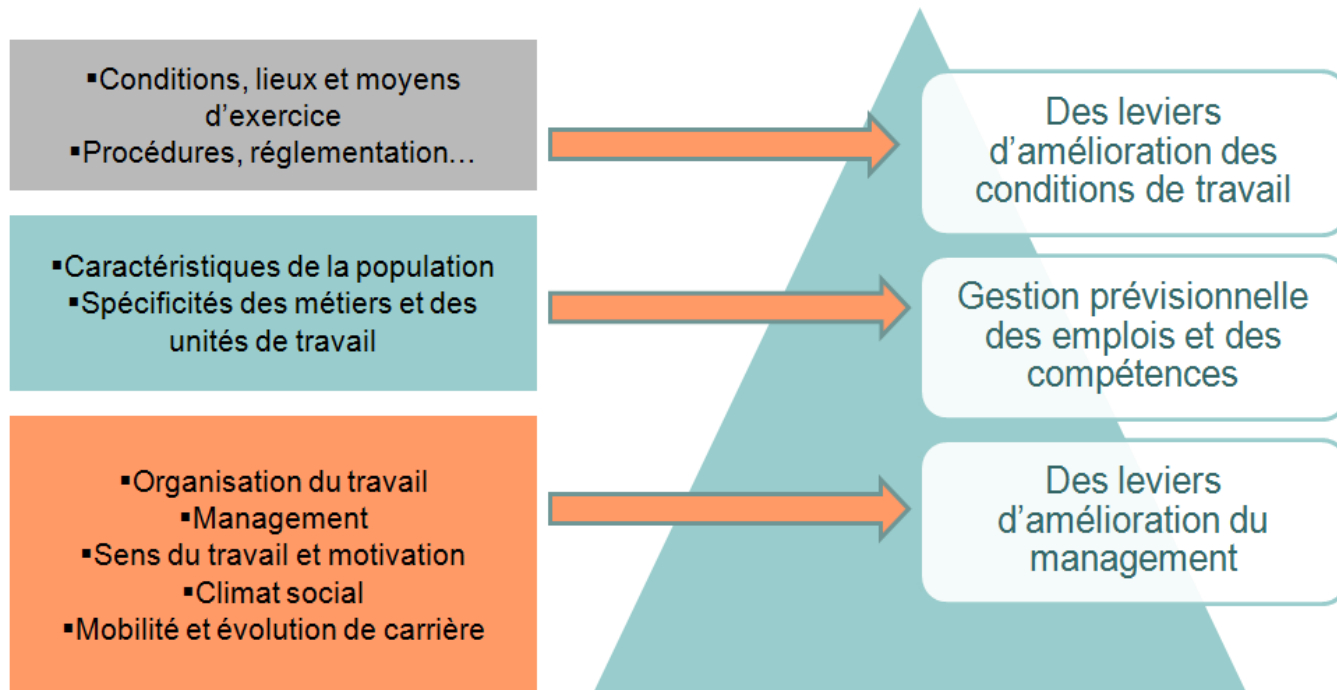 ▪Conditions, lieux et moyens
d’exercice
▪Procédures, réglementation…
Des leviers
d’amélioration des
conditions de travail
▪Caractéristiques de la population
▪Spécificités des métiers et des
unités de travail
Gestion prévisionnelle
des emplois et des
compétences
▪Organisation du travail
▪Management
▪Sens du travail et motivation
▪Climat social
▪Mobilité et évolution de carrière
Des leviers
d’amélioration du
management